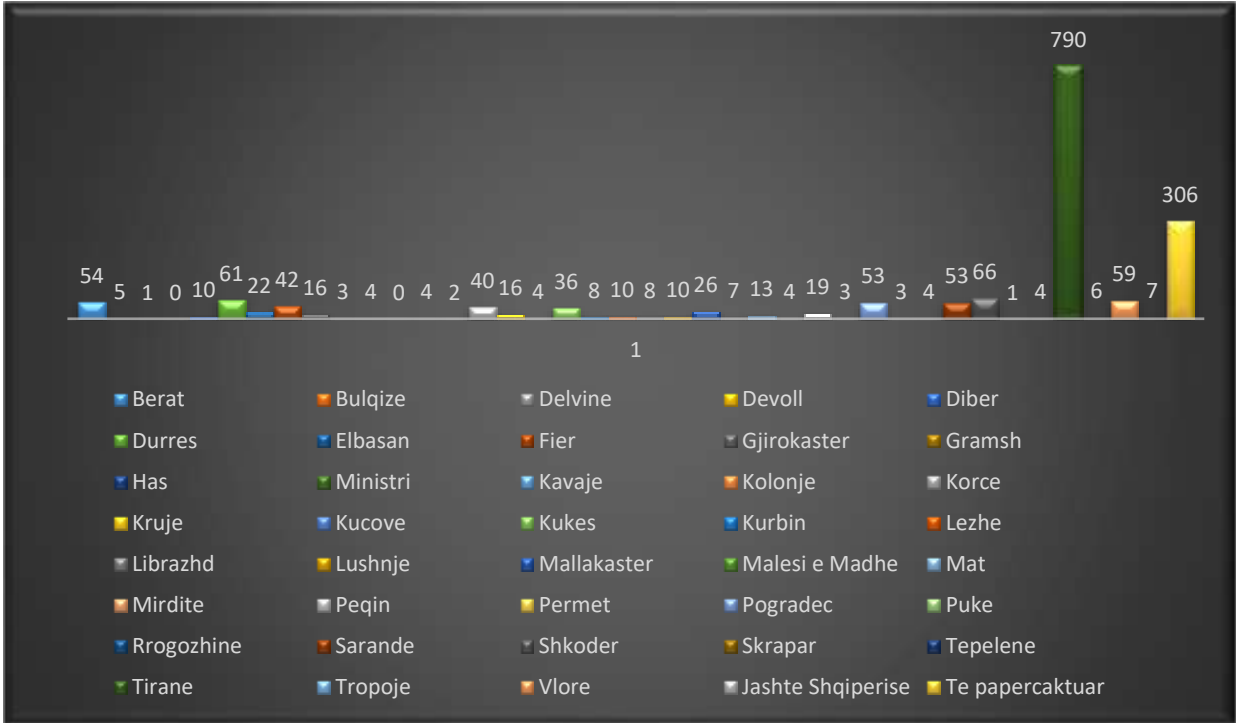 790
306
54 5 1 0 10 61 22 42 16 3 4 0 4 2 40 16 4 36 8 10 8 10 26 7 13 4 19 3 53 3 4 53 66 1 4 6 59 7
1
Berat Bulqize Delvine Devoll Diber
Durres Elbasan Fier Gjirokaster Gramsh
Has Ministri Kavaje Kolonje Korce
Kruje Kucove Kukes Kurbin Lezhe
Librazhd Lushnje Mallakaster Malesi e Madhe Mat
Mirdite Peqin Permet Pogradec Puke
Rrogozhine Sarande Shkoder Skrapar Tepelene
Tirane Tropoje Vlore Jashte Shqiperise Te papercaktuar